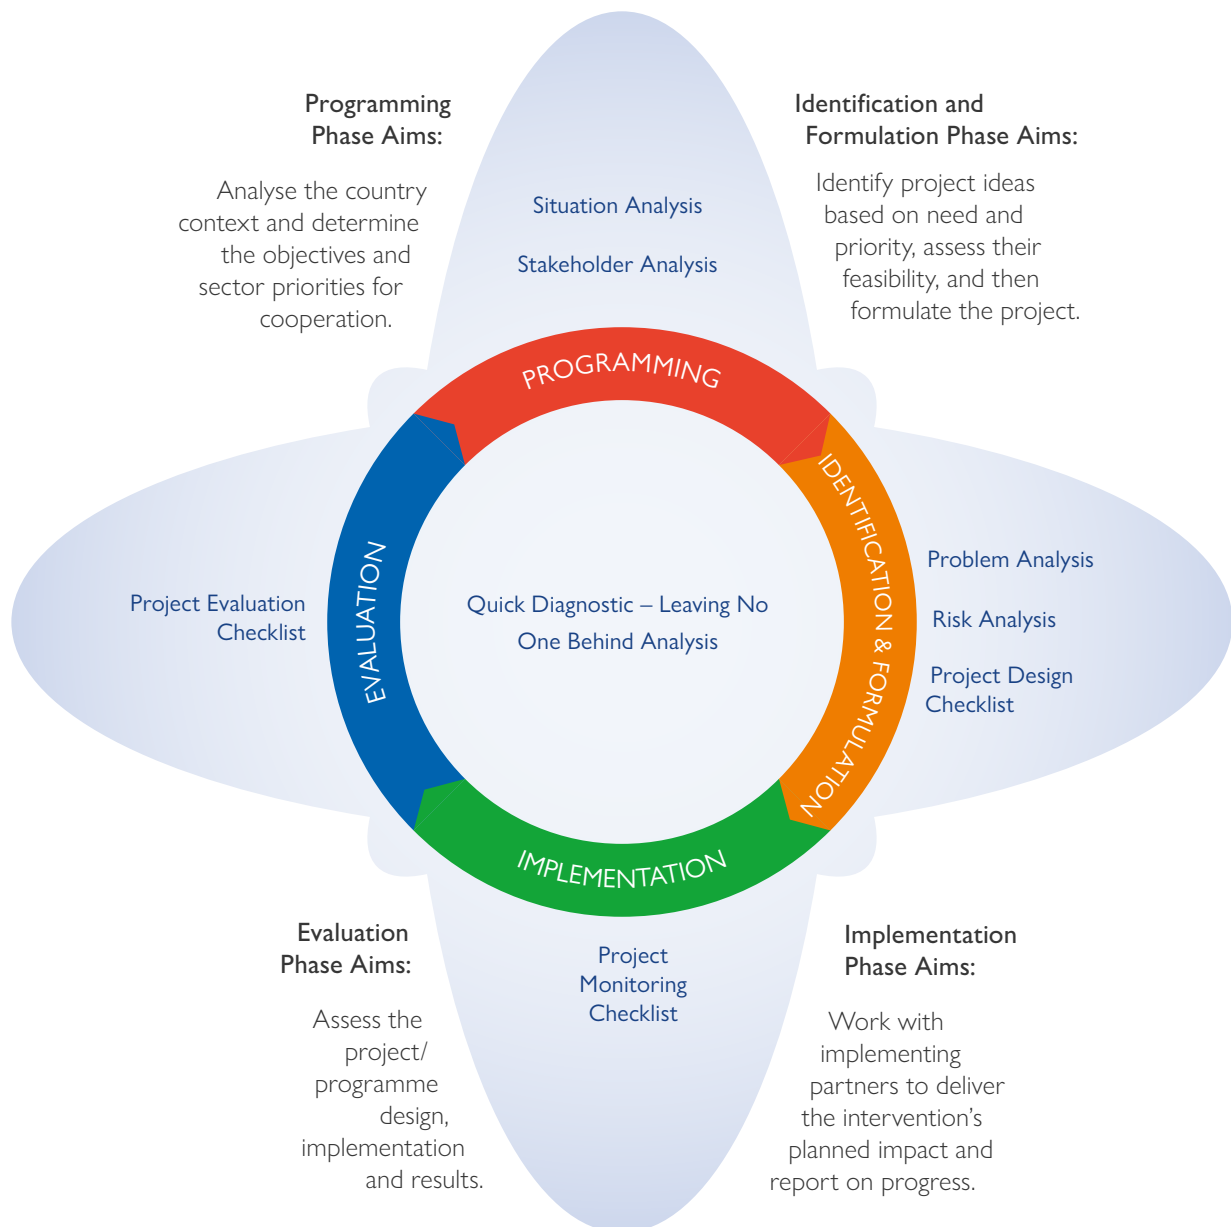 Programming
Phase Aims:
Analyse the country
context and determine
the objectives and
sector priorities for
cooperation.
Identification and
Formulation Phase Aims:
Identify project ideas
based on need and
priority, assess their
feasibility, and then
formulate the project.
Situation Analysis
Stakeholder Analysis
PROGRAMMING
IDENTIFICATION & FORMULATION
Problem Analysis
Risk Analysis
Project Design
Checklist
Quick Diagnostic – Leaving No
One Behind Analysis
EVALUATION
Project Evaluation
Checklist
IMPLEMENTATION
Project
Monitoring
Checklist
Evaluation
Phase Aims:
Assess the
project/
programme
design,
implementation
and results.
Implementation
Phase Aims:
Work with
implementing
partners to deliver
the intervention’s
planned impact and
report on progress.